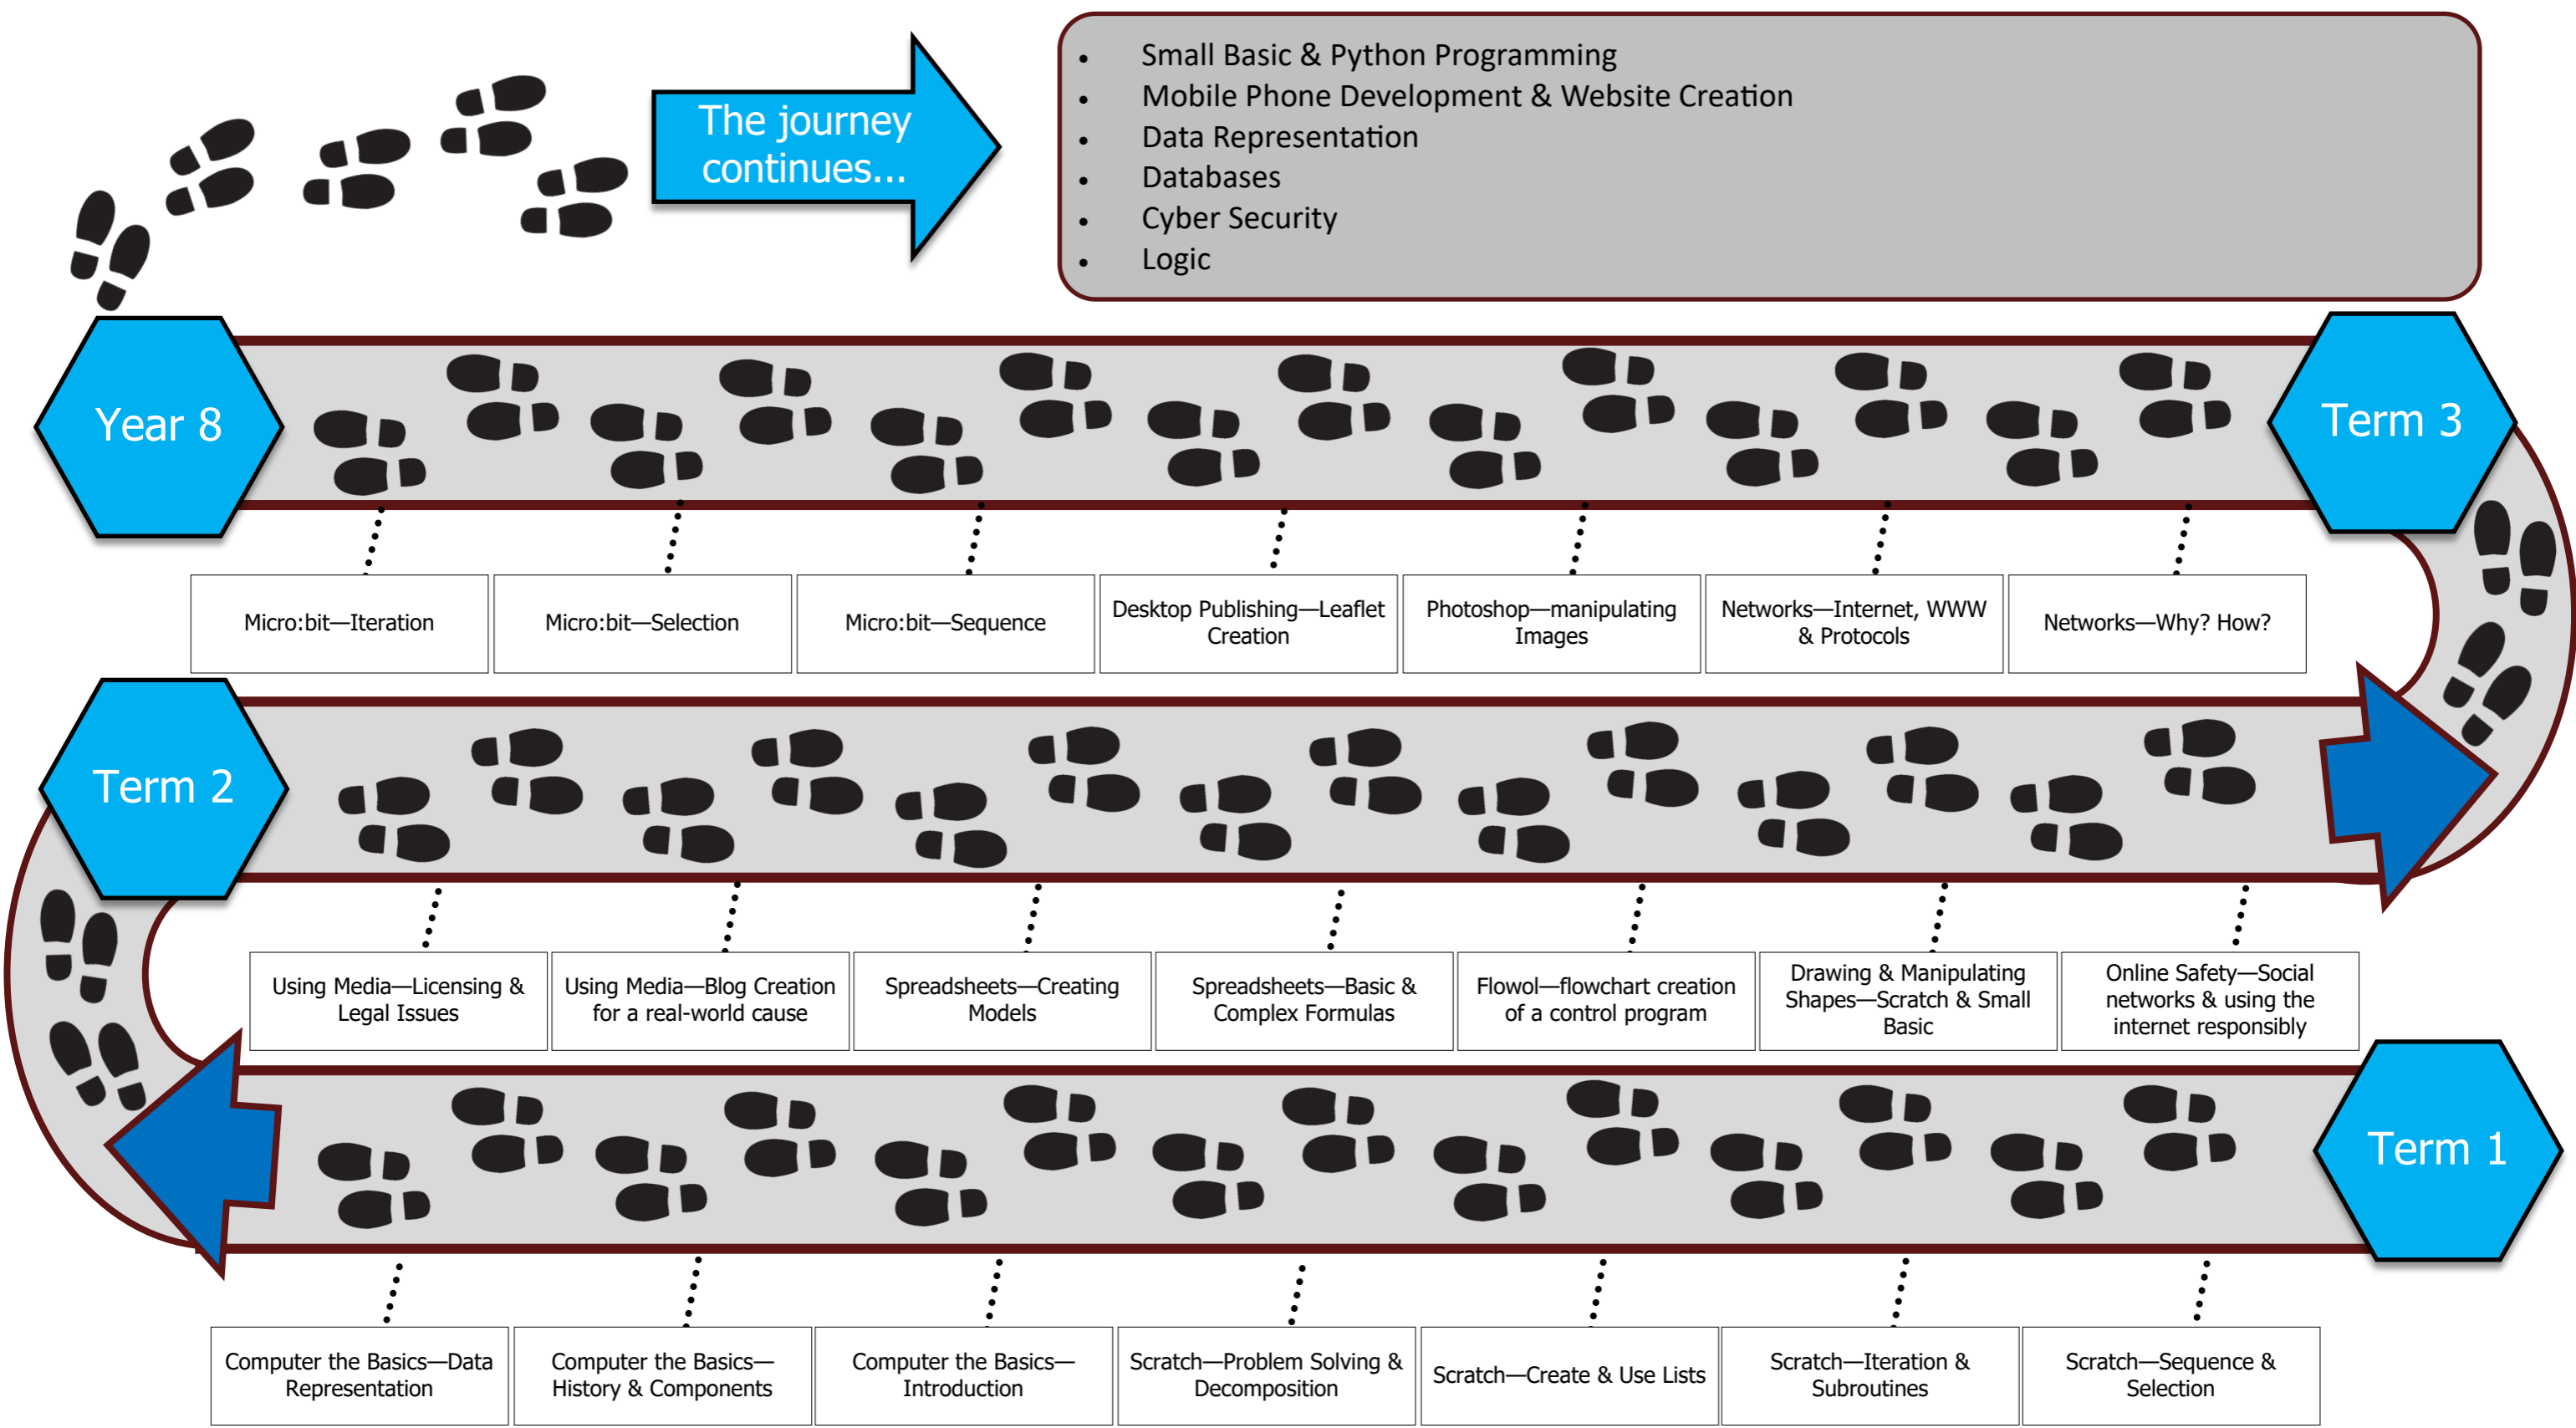 The journey
continues...
• Small Basic & Python Programming
• Mobile Phone Development & Website Creation
• Data Representation
• Databases
• Cyber Security
• Logic
Year 8
Term 3
Micro:bit—Iteration
Micro:bit—Selection
Micro:bit—Sequence
Desktop Publishing—Leaflet
Creation
Photoshop—manipulating
Images
Networks—Internet, WWW
& Protocols
Networks—Why? How?
Term 2
Using Media—Licensing &
Legal Issues
Using Media—Blog Creation
for a real-world cause
Spreadsheets—Creating
Models
Spreadsheets—Basic &
Complex Formulas
Flowol—flowchart creation
of a control program
Drawing & Manipulating
Shapes—Scratch & Small
Basic
Online Safety—Social
networks & using the
internet responsibly
Term 1
Computer the Basics—Data
Representation
Computer the Basics—
History & Components
Computer the Basics—
Introduction
Scratch—Problem Solving &
Decomposition
Scratch—Create & Use Lists
Scratch—Iteration &
Subroutines
Scratch—Sequence &
Selection